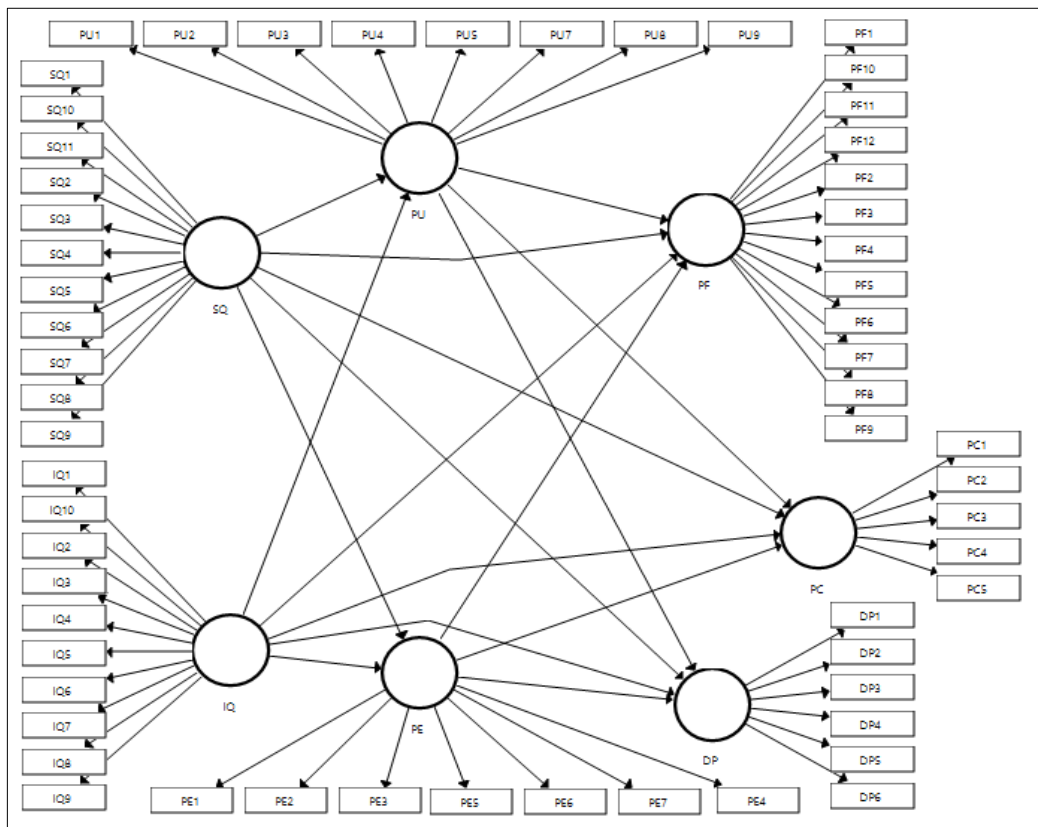 PU1
PU2
PU3
PU4
PU5
PU7
PU8
PU9
SQ1
SQ10
SQ11
SQ2
SQ3
SQ4
SQ5
SQ6
SQ7
SQ8
SQ9
PU
SQ
PF
PF1
PF10
PF11
PF12
PF2
PF3
PF4
PF5
PF6
PF7
PF8
PF9
IQ1
IQ10
IQ2
IQ3
IQ4
IQ5
IQ6
IQ7
IQ8
IQ9
IQ
PE
PC
PC1
PC2
PC3
PC4
PC5
DP
DP1
DP2
DP3
DP4
DP5
DP6
PE1
PE2
PE3
PE5
PE6
PE7
PE4